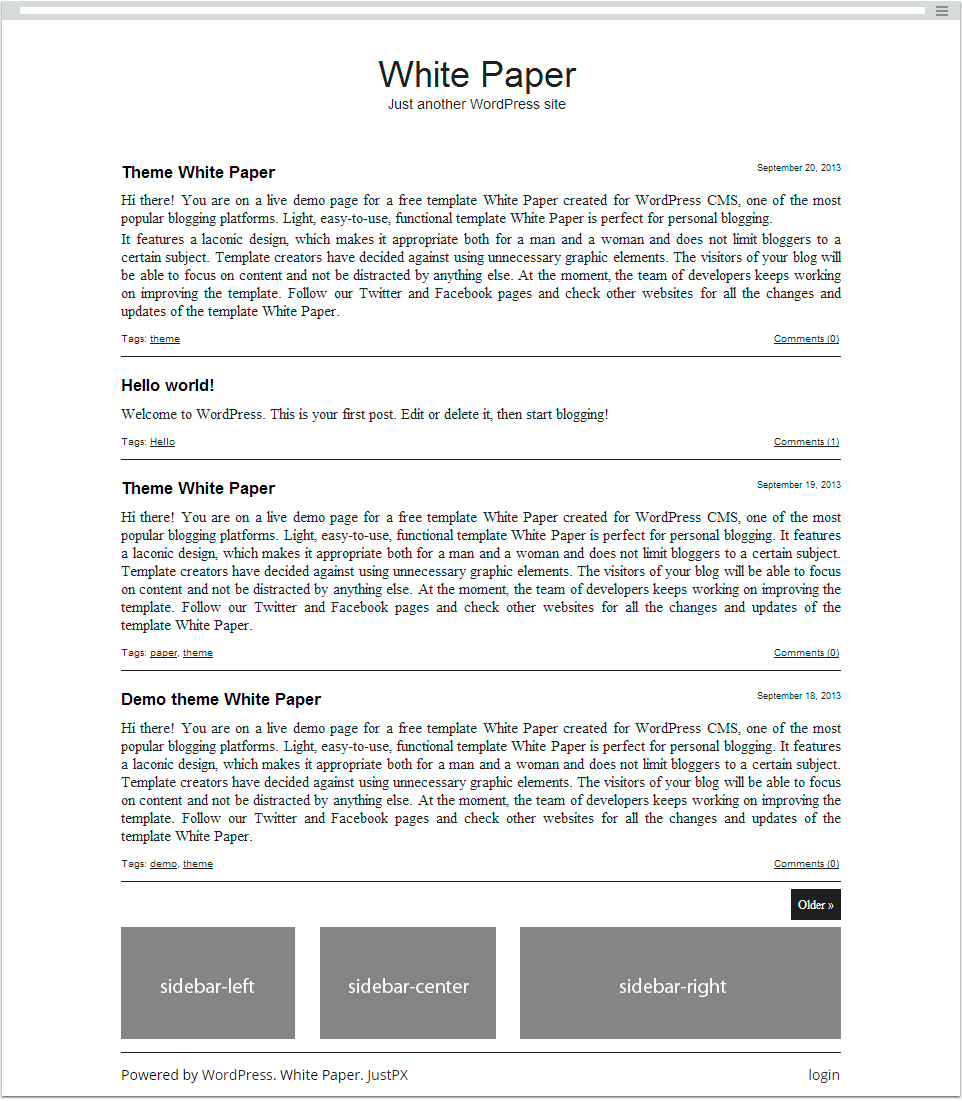 White Paper
Just another WordPress site
Theme White Paper
September 20, 2013
Hi there! You are on a live demo page for a free template White Paper created for WordPress CMS, one of the most
popular blogging platforms. Light, easy-to-use, functional template White Paper is perfect for personal blogging.
It features a laconic design, which makes it appropriate both for a man and a woman and does not limit bloggers to a
certain subject. Template creators have decided against using unnecessary graphic elements. The visitors of your blog will
be able to focus on content and not be distracted by anything else. At the moment, the team of developers keeps working
on improving the template. Follow our Twitter and Facebook pages and check other websites for all the changes and
updates of the template White Paper.
Tags: theme
Comments (0)
Hello world!
Welcome to WordPress. This is your first post. Edit or delete it, then start blogging!
Tags: Hello
Comments (1)
Theme White Paper
September 19, 2013
Hi there! You are on a live demo page for a free template White Paper created for WordPress CMS, one of the most
popular blogging platforms. Light, easy-to-use, functional template White Paper is perfect for personal blogging. It features
a laconic design, which makes it appropriate both for a man and a woman and does not limit bloggers to a certain subject.
Template creators have decided against using unnecessary graphic elements. The visitors of your blog will be able to focus
on content and not be distracted by anything else. At the moment, the team of developers keeps working on improving the
template. Follow our Twitter and Facebook pages and check other websites for all the changes and updates of the
template White Paper.
Tags: paper, theme
Comments (0)
Demo theme White Paper
September 18, 2013
Hi there! You are on a live demo page for a free template White Paper created for WordPress CMS, one of the most
popular blogging platforms. Light, easy-to-use, functional template White Paper is perfect for personal blogging. It features
a laconic design, which makes it appropriate both for a man and a woman and does not limit bloggers to a certain subject.
Template creators have decided against using unnecessary graphic elements. The visitors of your blog will be able to focus
on content and not be distracted by anything else. At the moment, the team of developers keeps working on improving the
template. Follow our Twitter and Facebook pages and check other websites for all the changes and updates of the
template White Paper.
Tags: demo, theme
Comments (0)
Older »
sidebar-left
sidebar-center
sidebar-right
Powered by WordPress. White Paper. JustPX
login